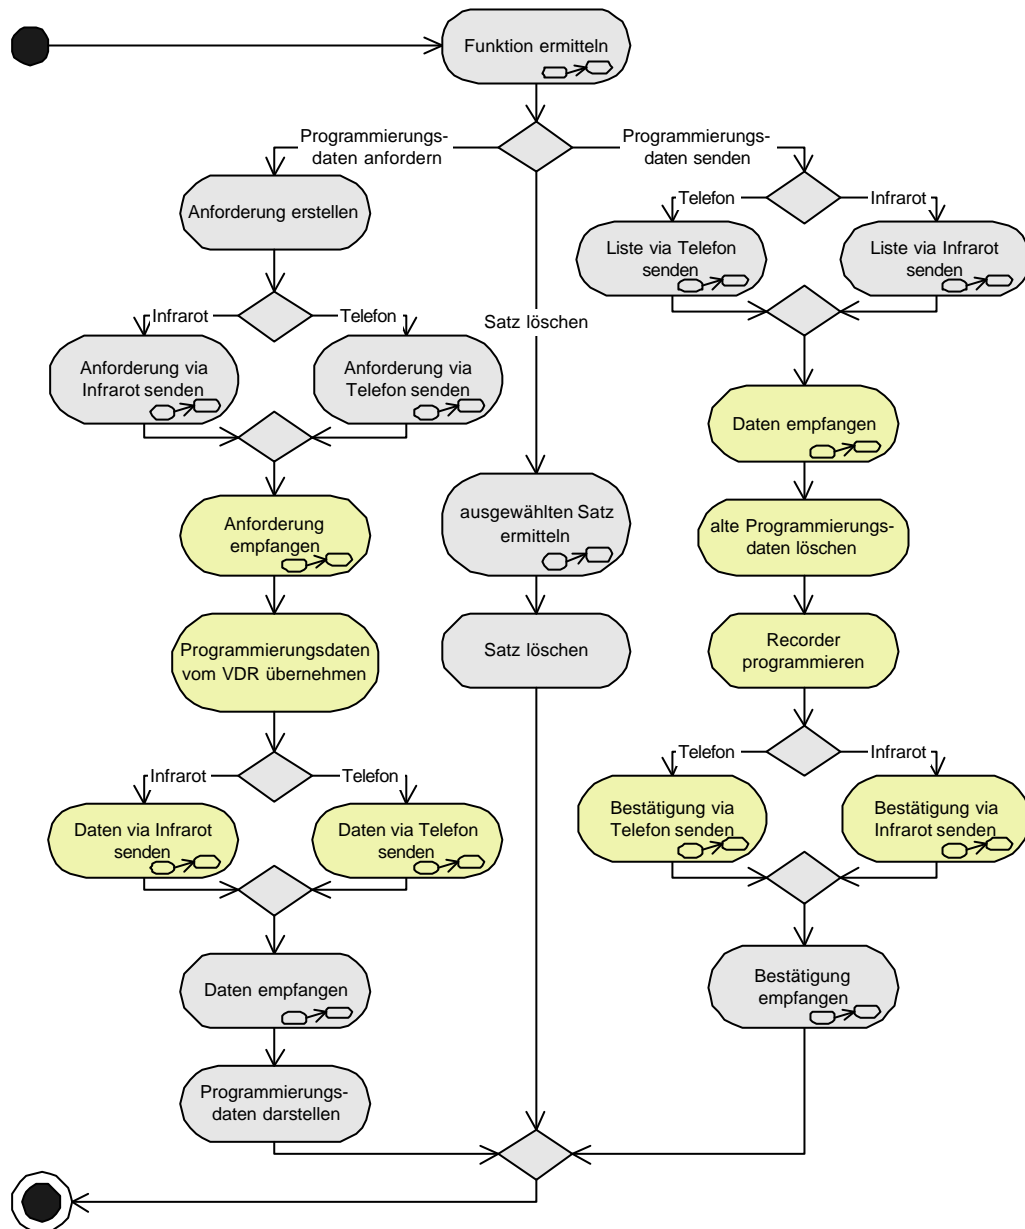 Funktion ermitteln
Programmierungs-
daten anfordern
Programmierungs-
daten senden
Anforderung erstellen
Telefon
Infrarot
Liste via Telefon
senden
Liste via Infrarot
senden
Infrarot
Telefon
Satz löschen
Anforderung via
Infrarot senden
Anforderung via
Telefon senden
Daten empfangen
Anforderung
empfangen
ausgewählten Satz
ermitteln
alte Programmierungs-
daten löschen
Programmierungsdaten
vom VDR übernehmen
Satz löschen
Recorder
programmieren
Infrarot
Telefon
Telefon
Infrarot
Daten via Infrarot
senden
Daten via Telefon
senden
Bestätigung via
Telefon senden
Bestätigung via
Infrarot senden
Daten empfangen
Bestätigung
empfangen
Programmierungs-
daten darstellen